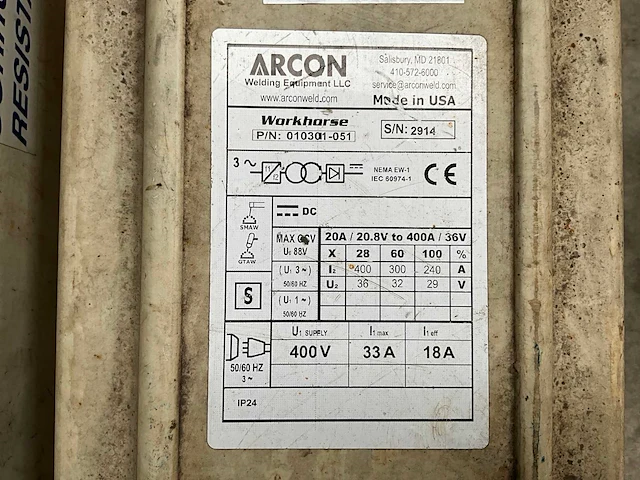 RESIST
ARCON
Welding Equipment LLC
www.arconweld.com
Salisbury, MD 21801
410-572-6000
service@arconweld.com
Made in USA
Workhorse
P/N: 010301-051
S/N: 2914
3 ~
f1
f2
NEMA EW-1
IEC 60974-1
CE
SMAW
GTAW
S
DC
MAX OCV
U₀ 88V
20A / 20.8V to 400A / 36V
X 28 60 100 %
(U₁ 3~) I₂ 400 300 240 A
50/60 HZ U₂ 36 32 29 V
(U₁ 1~)
50/60 HZ
U₁ SUPPLY I₁ max I₁ eff
400V 33A 18A
50/60 HZ
3~
IP24